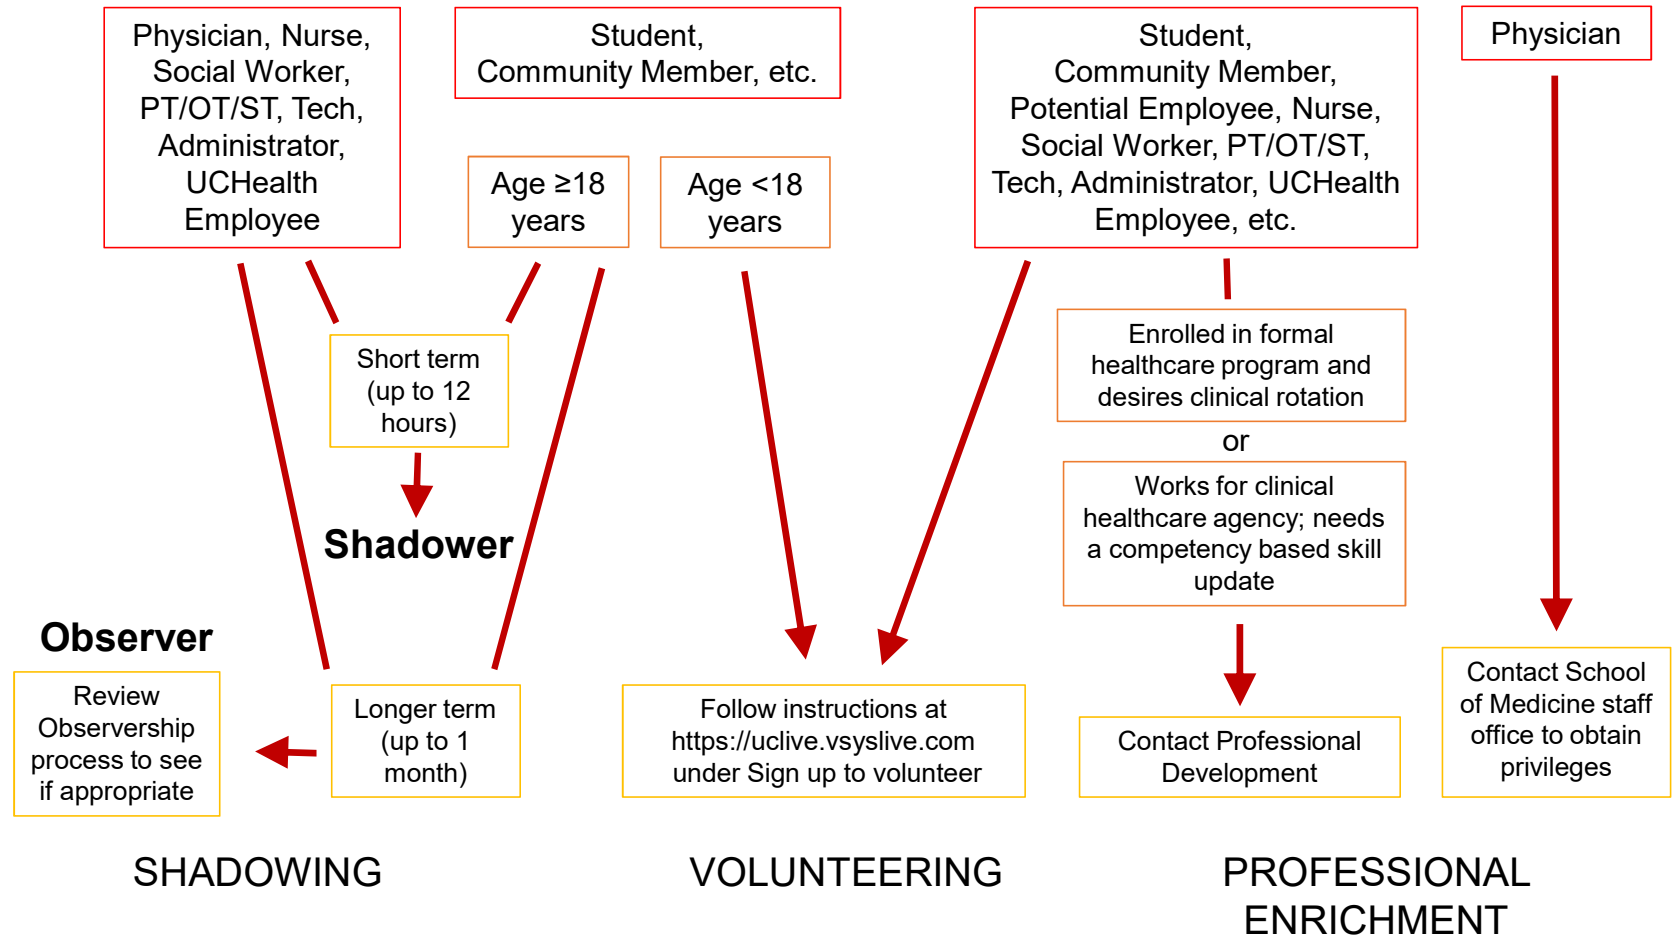 Physician, Nurse,
Social Worker,
PT/OT/ST, Tech,
Administrator,
UCHealth
Employee
Student,
Community Member, etc.
Age ≥18
years
Age <18
years
Student,
Community Member,
Potential Employee, Nurse,
Social Worker, PT/OT/ST,
Tech, Administrator, UCHealth
Employee, etc.
Physician
Short term
(up to 12
hours)
Shadower
Enrolled in formal
healthcare program and
desires clinical rotation
or
Works for clinical
healthcare agency; needs
a competency based skill
update
Observer
Review
Observership
process to see
if appropriate
Longer term
(up to 1
month)
Follow instructions at
https://uclive.vsyslive.com
under Sign up to volunteer
Contact Professional
Development
Contact School
of Medicine staff
office to obtain
privileges
SHADOWING
VOLUNTEERING
PROFESSIONAL
ENRICHMENT